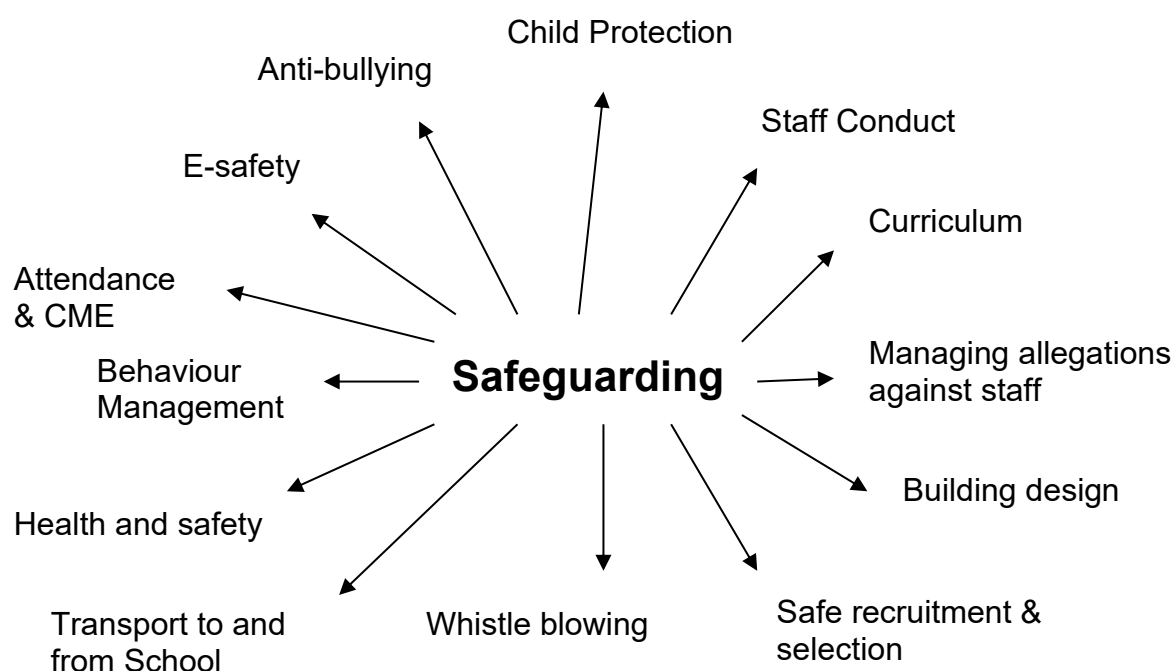 Child Protection
Anti-bullying
Staff Conduct
E-safety
Curriculum
Attendance
& CME
Managing allegations
against staff
Behaviour
Management
Safeguarding
Building design
Health and safety
Safe recruitment &
selection
Transport to and
from School
Whistle blowing